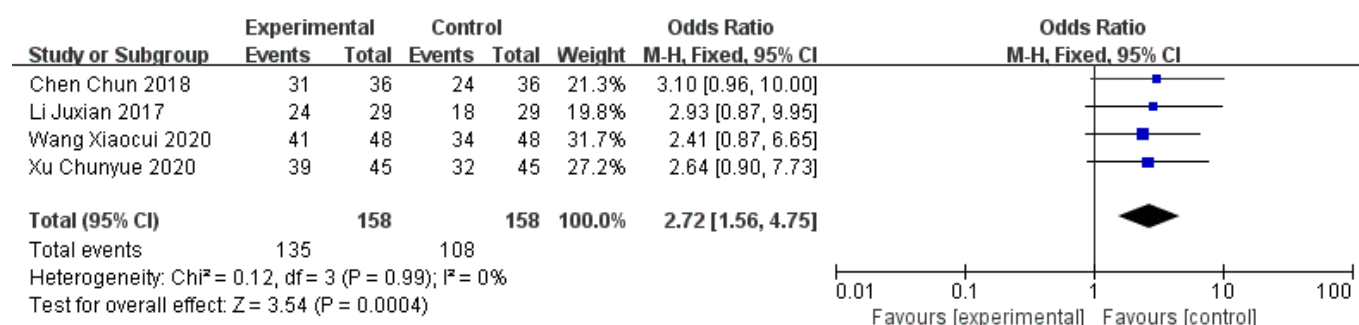 Experimental Control Odds Ratio Odds Ratio
Study or Subgroup Events Total Events Total Weight M-H, Fixed, 95% CI M-H, Fixed, 95% CI
Chen Chun 2018 31 36 24 36 21.3% 3.10 [0.96, 10.00]
Li Juxian 2017 24 29 18 29 19.8% 2.93 [0.87, 9.95]
Wang Xiaocui 2020 41 48 34 48 31.7% 2.41 [0.87, 6.65]
Xu Chunyue 2020 39 45 32 45 27.2% 2.64 [0.90, 7.73]
Total (95% CI) 158 158 100.0% 2.72 [1.56, 4.75]
Total events 135 108
Heterogeneity: Chi² = 0.12, df = 3 (P = 0.99); I² = 0%
Test for overall effect: Z = 3.54 (P = 0.0004)
0.01 0.1 1 10 100
Favours [experimental] Favours [control]